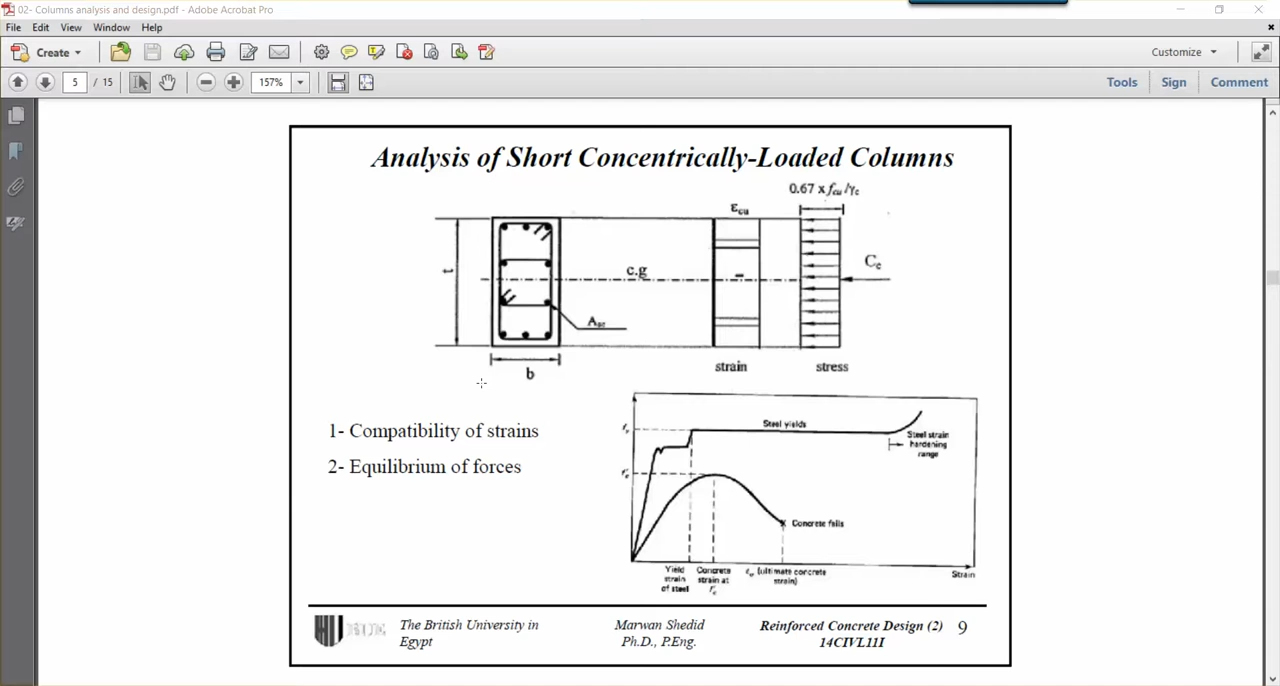 02- Columns analysis and design.pdf - Adobe Acrobat Pro
File Edit View Window Help
Create
Customize
5 / 15
157%
Tools Sign Comment
Analysis of Short Concentrically-Loaded Columns
0.67 x fcu/γc
εcu
t
c.g
Cc
Asc
b
strain
stress
1- Compatibility of strains
2- Equilibrium of forces
Steel yields
Steel strain
hardening
range
f'c
Concrete fails
Yield
strain
of steel
Concrete
strain at
f'c
(ultimate concrete
strain)
Strain
The British University in
Egypt
Marwan Shedid
Ph.D., P.Eng.
Reinforced Concrete Design (2)
14CIVL11I
9